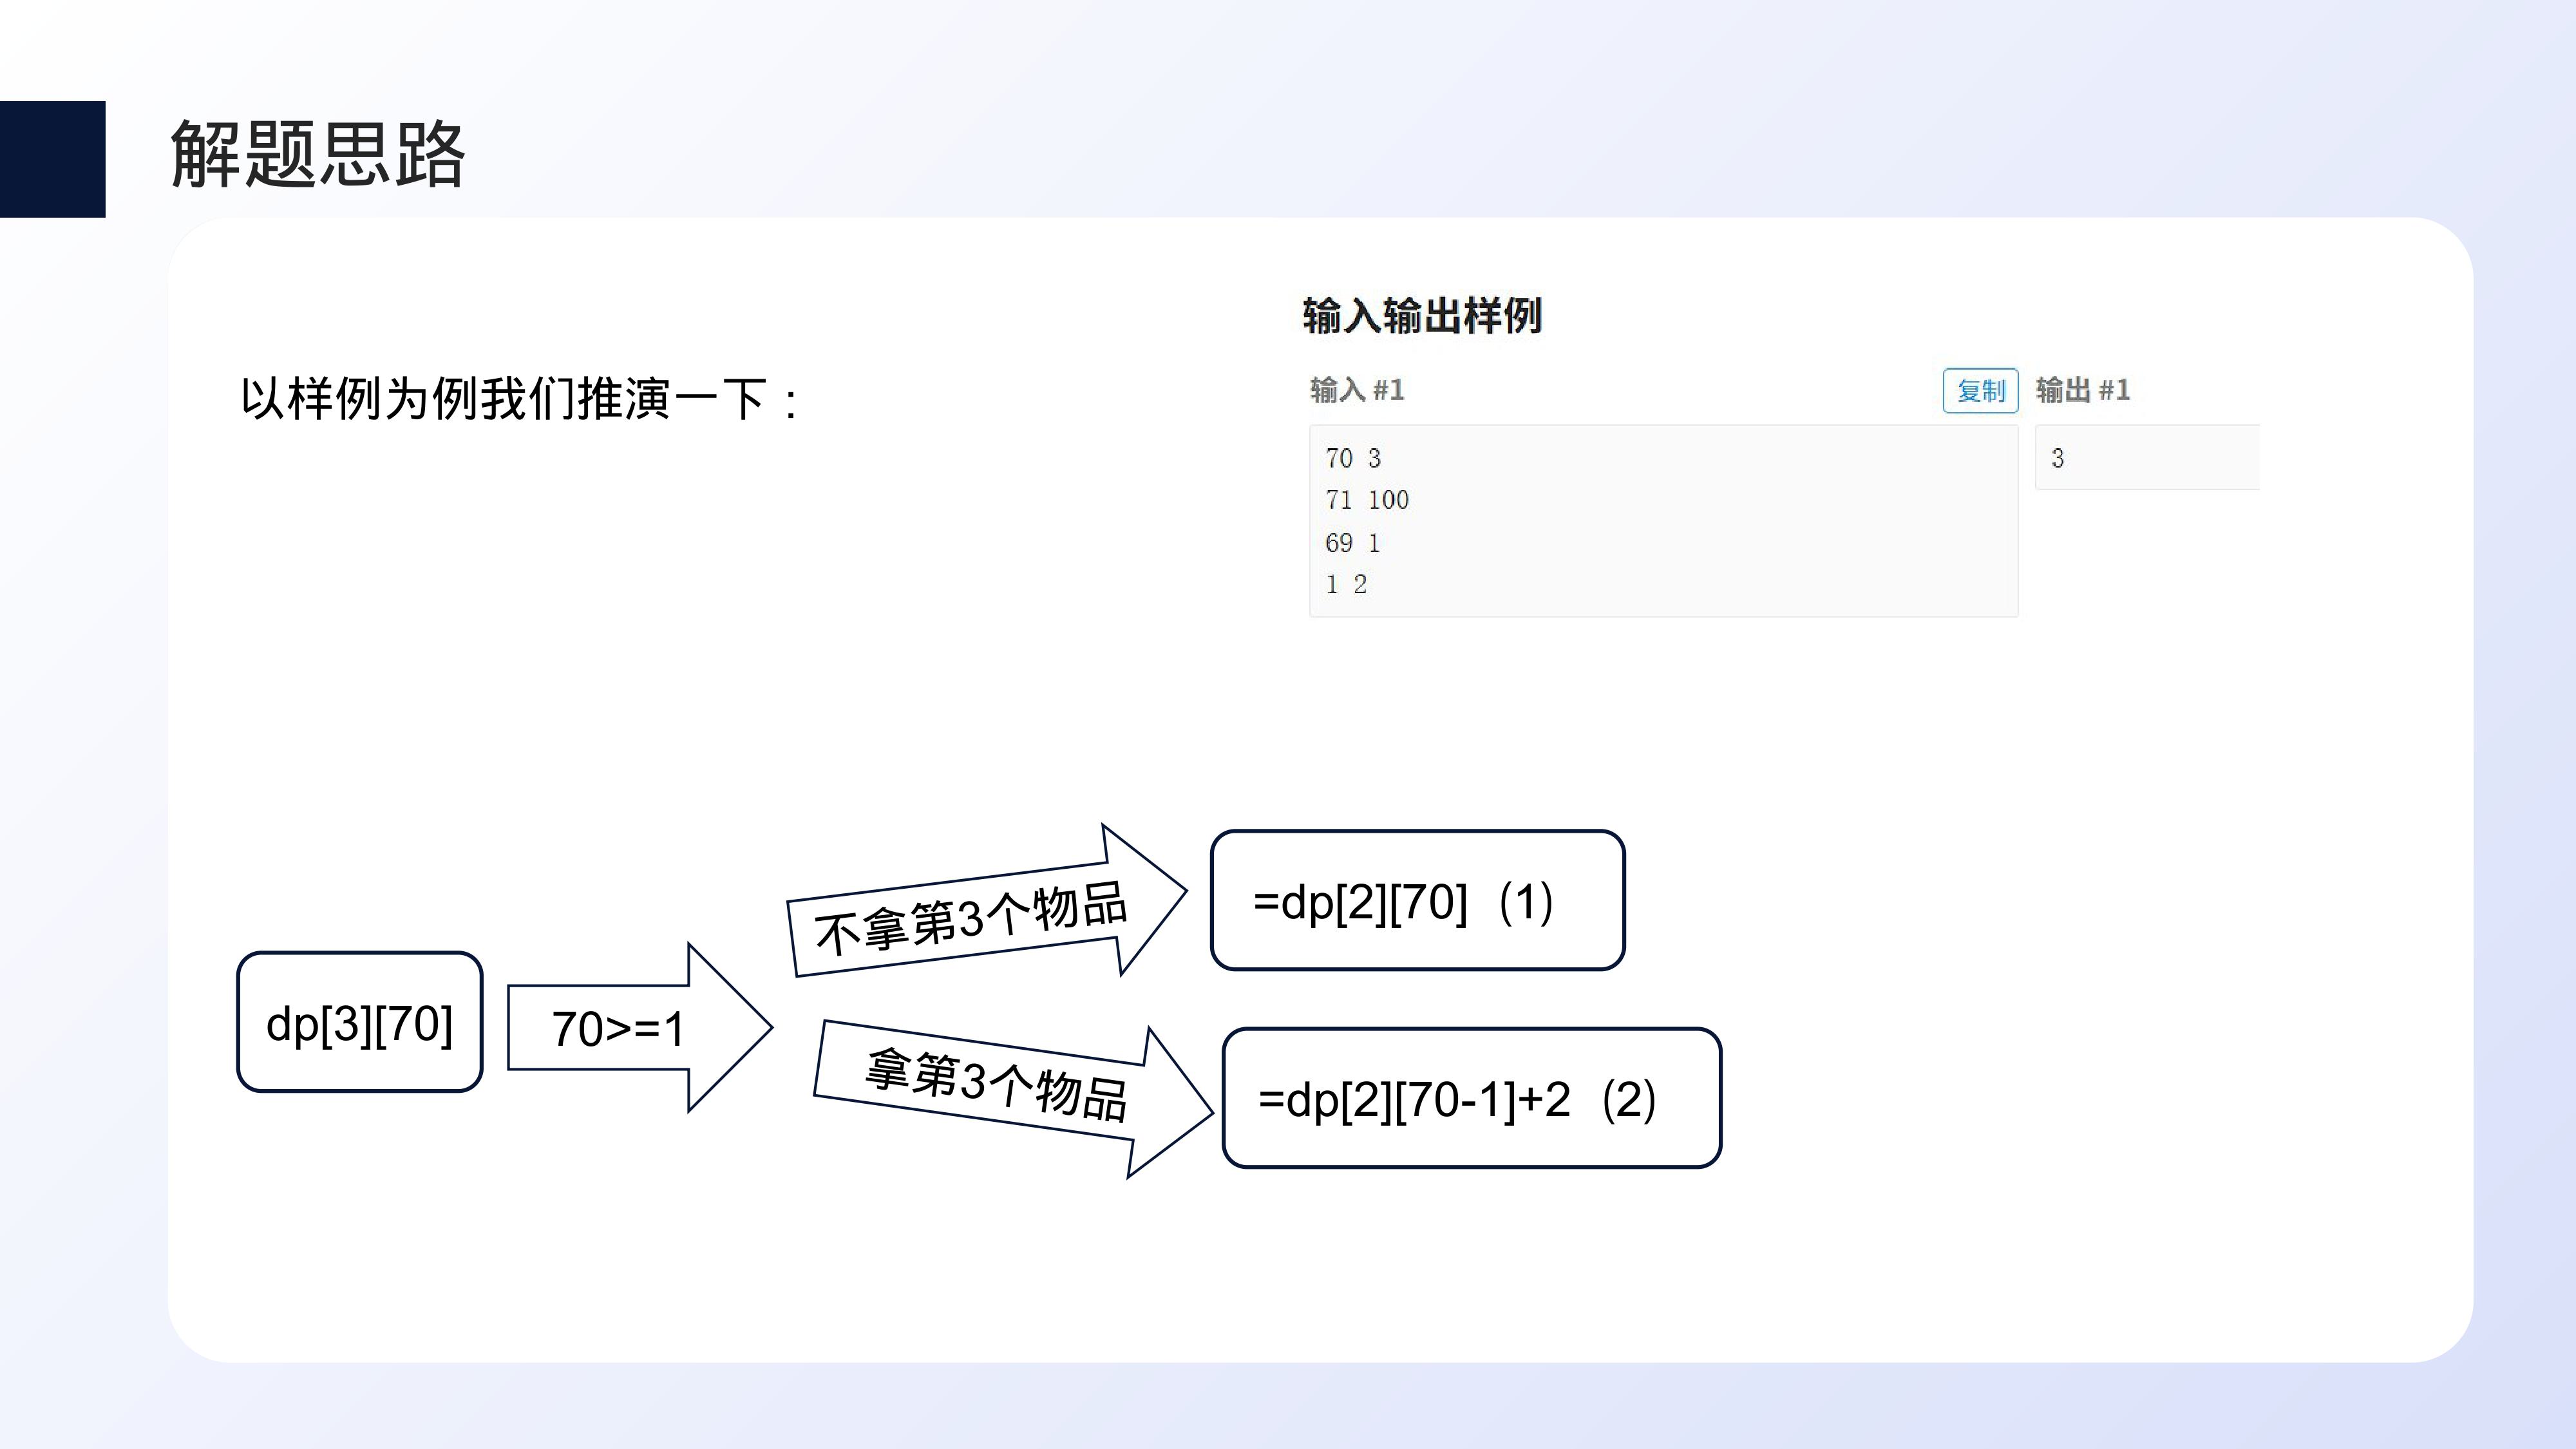 解题思路
以样例为例我们推演一下：
输入输出样例
输入 #1
复制
输出 #1
70 3
71 100
69 1
1 2
3
dp[3][70]
70>=1
不拿第3个物品
=dp[2][70]（1）
拿第3个物品
=dp[2][70-1]+2（2）